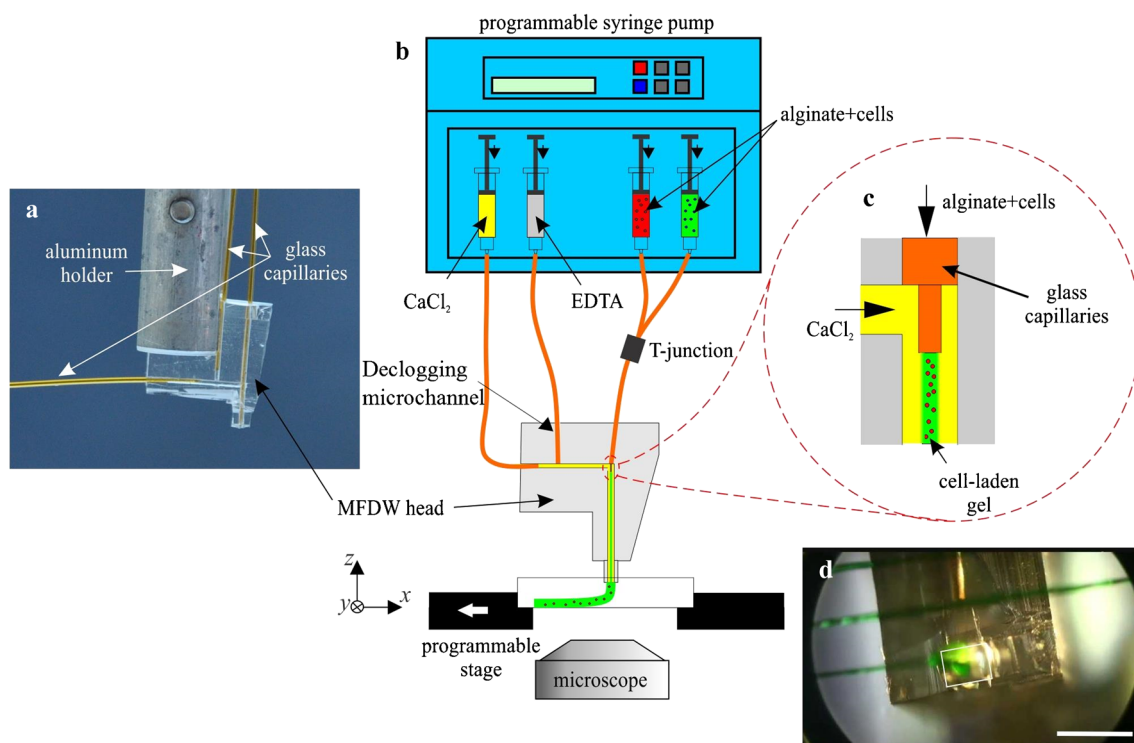 programmable syringe pump
b
alginate+cells
CaCl₂
EDTA
T-junction
Declogging
microchannel
MFDW head
z
y
x
programmable
stage
microscope
a
aluminum
holder
glass
capillaries
c
alginate+cells
CaCl₂
glass
capillaries
cell-laden
gel
d